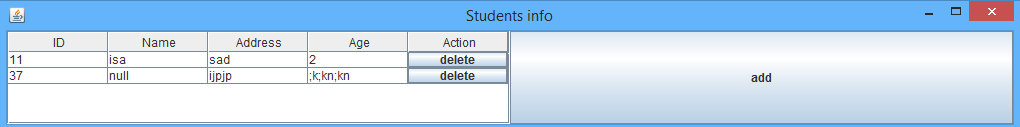 Students info
ID Name Address Age Action
11 isa sad 2 delete
37 null ijpjp ;k;kn;kn delete
add